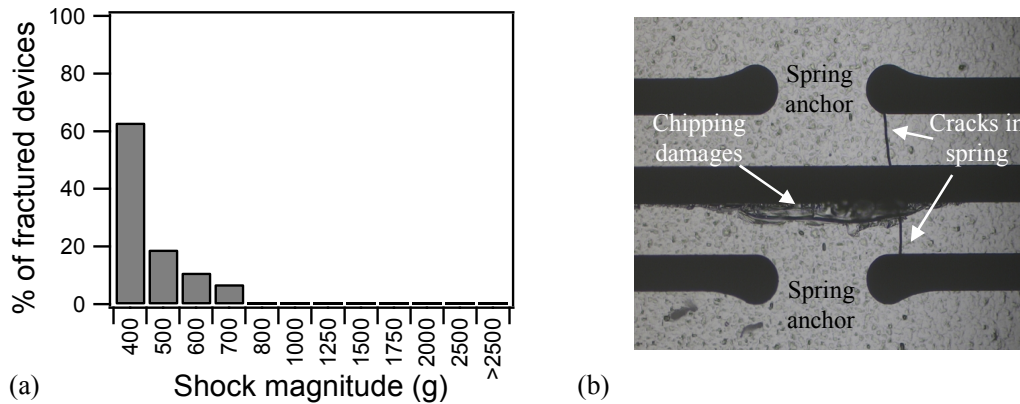 100
80
60
40
20
0
% of fractured devices
400
500
600
700
800
1000
1250
1500
1750
2000
2500
>2500
Shock magnitude (g)
(a)
Spring
anchor
Chipping
damages
Cracks in
spring
Spring
anchor
(b)